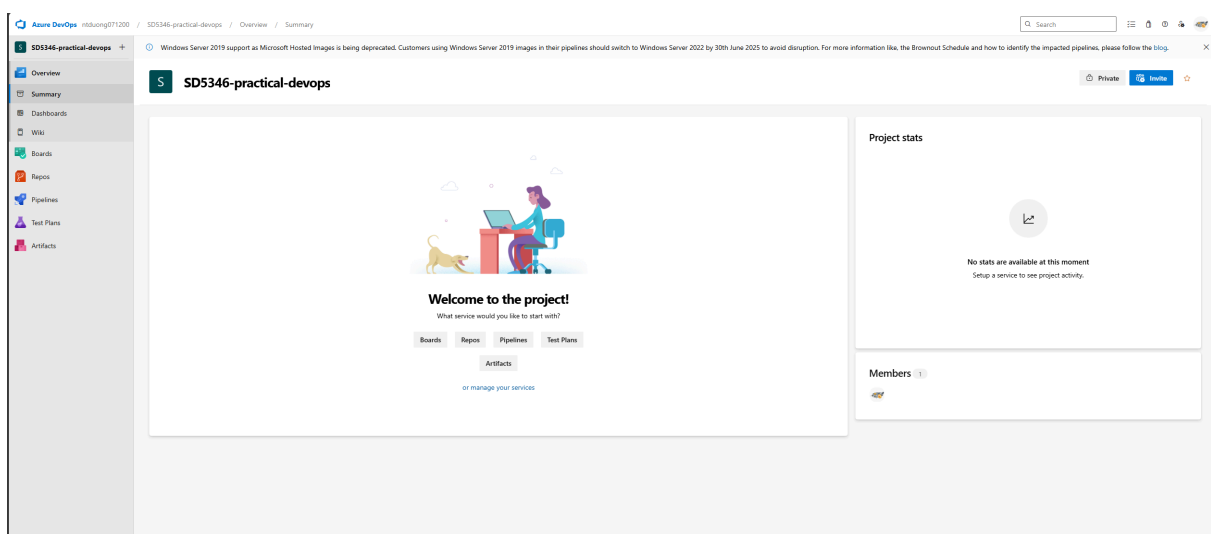 Azure DevOps ntduong071200 / SD5346-practical-devops / Overview / Summary
Search
S SD5346-practical-devops +
Windows Server 2019 support as Microsoft Hosted Images is being deprecated. Customers using Windows Server 2019 images in their pipelines should switch to Windows Server 2022 by 30th June 2025 to avoid disruption. For more information like, the Brownout Schedule and how to identify the impacted pipelines, please follow the blog.
Overview
Summary
Dashboards
Wiki
Boards
Repos
Pipelines
Test Plans
Artifacts
S SD5346-practical-devops
Private
Invite
Welcome to the project!
What service would you like to start with?
Boards Repos Pipelines Test Plans
Artifacts
or manage your services
Project stats
No stats are available at this moment
Setup a service to see project activity.
Members 1